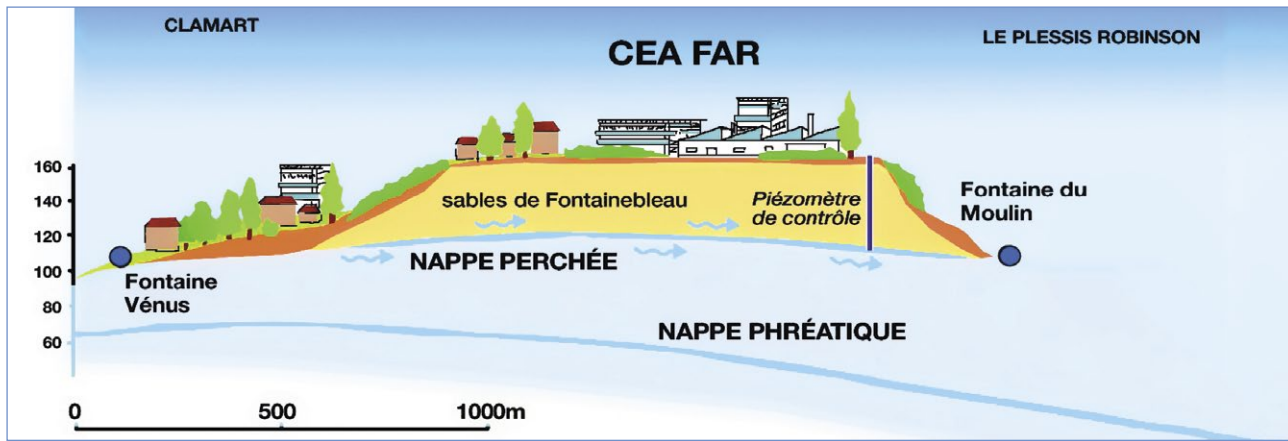 CLAMART
CEA FAR
LE PLESSIS ROBINSON
160
140
120
100
80
60
sables de Fontainebleau
Piézomètre
de contrôle
Fontaine du
Moulin
NAPPE PERCHÉE
Fontaine
Vénus
NAPPE PHRÉATIQUE
0
500
1000m